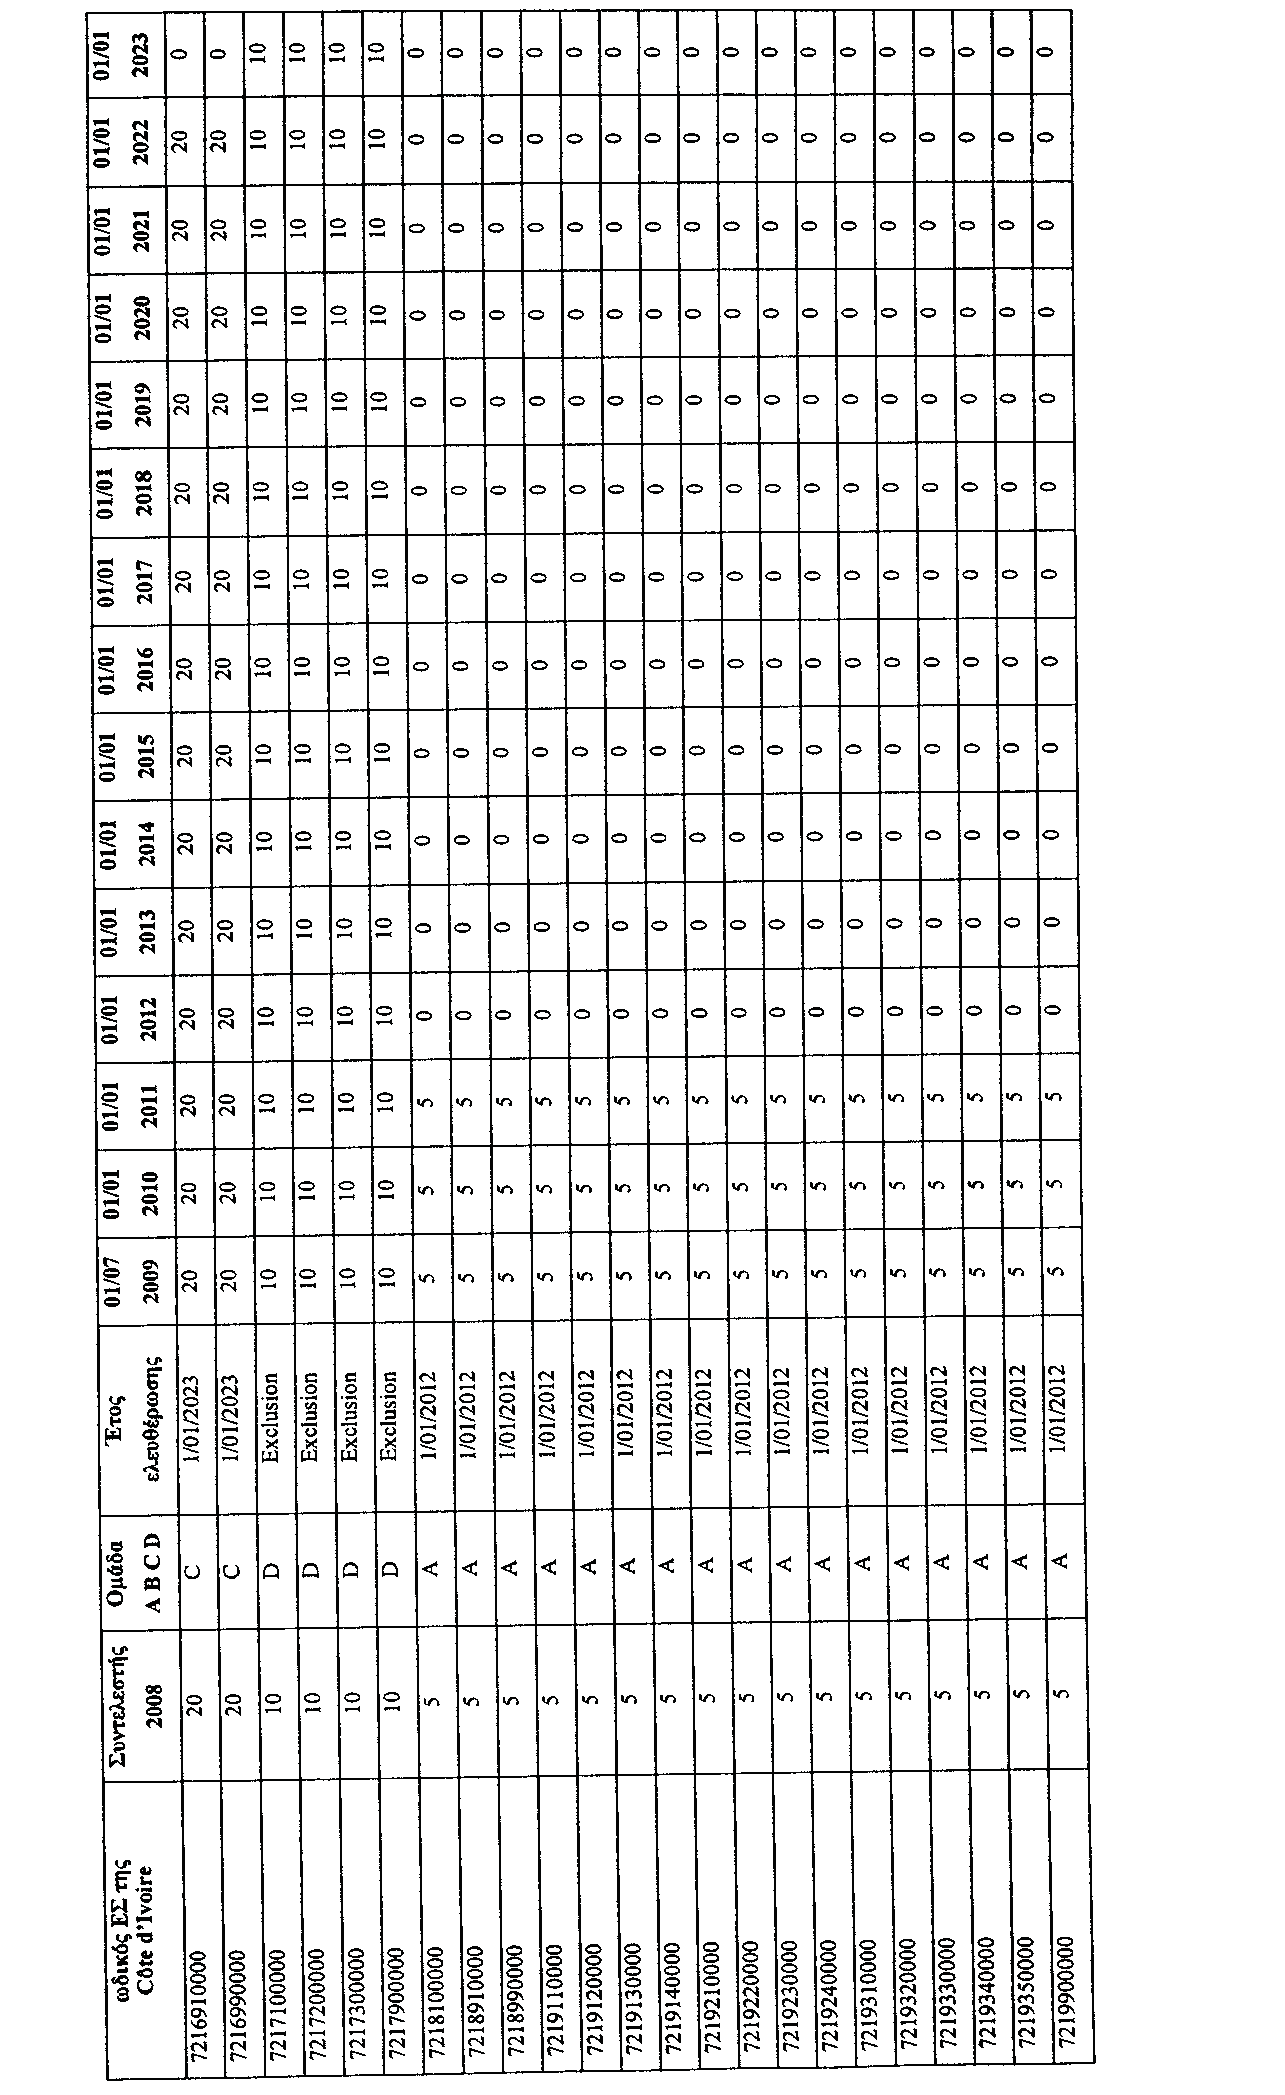 ωδικός ΕΣ της Côte d'Ivoire Συντελεστής 2008 Ομάδα A B C D Έτος ελευθέρωσης 01/07 2009 01/01 2010 01/01 2011 01/01 2012 01/01 2013 01/01 2014 01/01 2015 01/01 2016 01/01 2017 01/01 2018 01/01 2019 01/01 2020 01/01 2021 01/01 2022 01/01 2023
7216910000 20 C 1/01/2023 20 20 20 20 20 20 20 20 20 20 20 20 20 20 0
7216990000 20 C 1/01/2023 20 20 20 20 20 20 20 20 20 20 20 20 20 20 0
7217100000 10 D Exclusion 10 10 10 10 10 10 10 10 10 10 10 10 10 10 10
7217200000 10 D Exclusion 10 10 10 10 10 10 10 10 10 10 10 10 10 10 10
7217300000 10 D Exclusion 10 10 10 10 10 10 10 10 10 10 10 10 10 10 10
7217900000 10 D Exclusion 10 10 10 10 10 10 10 10 10 10 10 10 10 10 10
7218100000 5 A 1/01/2012 5 5 5 0 0 0 0 0 0 0 0 0 0 0 0
7218910000 5 A 1/01/2012 5 5 5 0 0 0 0 0 0 0 0 0 0 0 0
7218990000 5 A 1/01/2012 5 5 5 0 0 0 0 0 0 0 0 0 0 0 0
7219110000 5 A 1/01/2012 5 5 5 0 0 0 0 0 0 0 0 0 0 0 0
7219120000 5 A 1/01/2012 5 5 5 0 0 0 0 0 0 0 0 0 0 0 0
7219130000 5 A 1/01/2012 5 5 5 0 0 0 0 0 0 0 0 0 0 0 0
7219140000 5 A 1/01/2012 5 5 5 0 0 0 0 0 0 0 0 0 0 0 0
7219210000 5 A 1/01/2012 5 5 5 0 0 0 0 0 0 0 0 0 0 0 0
7219220000 5 A 1/01/2012 5 5 5 0 0 0 0 0 0 0 0 0 0 0 0
7219230000 5 A 1/01/2012 5 5 5 0 0 0 0 0 0 0 0 0 0 0 0
7219240000 5 A 1/01/2012 5 5 5 0 0 0 0 0 0 0 0 0 0 0 0
7219310000 5 A 1/01/2012 5 5 5 0 0 0 0 0 0 0 0 0 0 0 0
7219320000 5 A 1/01/2012 5 5 5 0 0 0 0 0 0 0 0 0 0 0 0
7219330000 5 A 1/01/2012 5 5 5 0 0 0 0 0 0 0 0 0 0 0 0
7219340000 5 A 1/01/2012 5 5 5 0 0 0 0 0 0 0 0 0 0 0 0
7219350000 5 A 1/01/2012 5 5 5 0 0 0 0 0 0 0 0 0 0 0 0
7219900000 5 A 1/01/2012 5 5 5 0 0 0 0 0 0 0 0 0 0 0 0